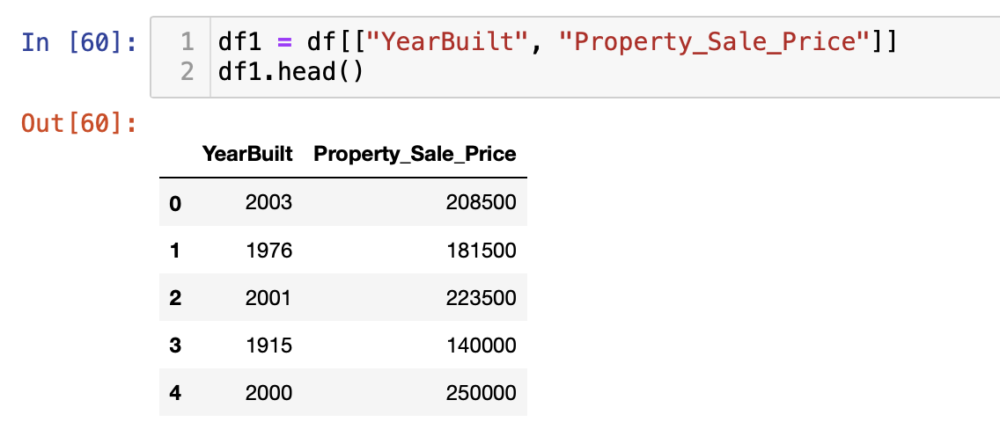 In [60]:
1 df1 = df[["YearBuilt", "Property_Sale_Price"]]
2 df1.head()
Out[60]:
YearBuilt Property_Sale_Price
0 2003 208500
1 1976 181500
2 2001 223500
3 1915 140000
4 2000 250000